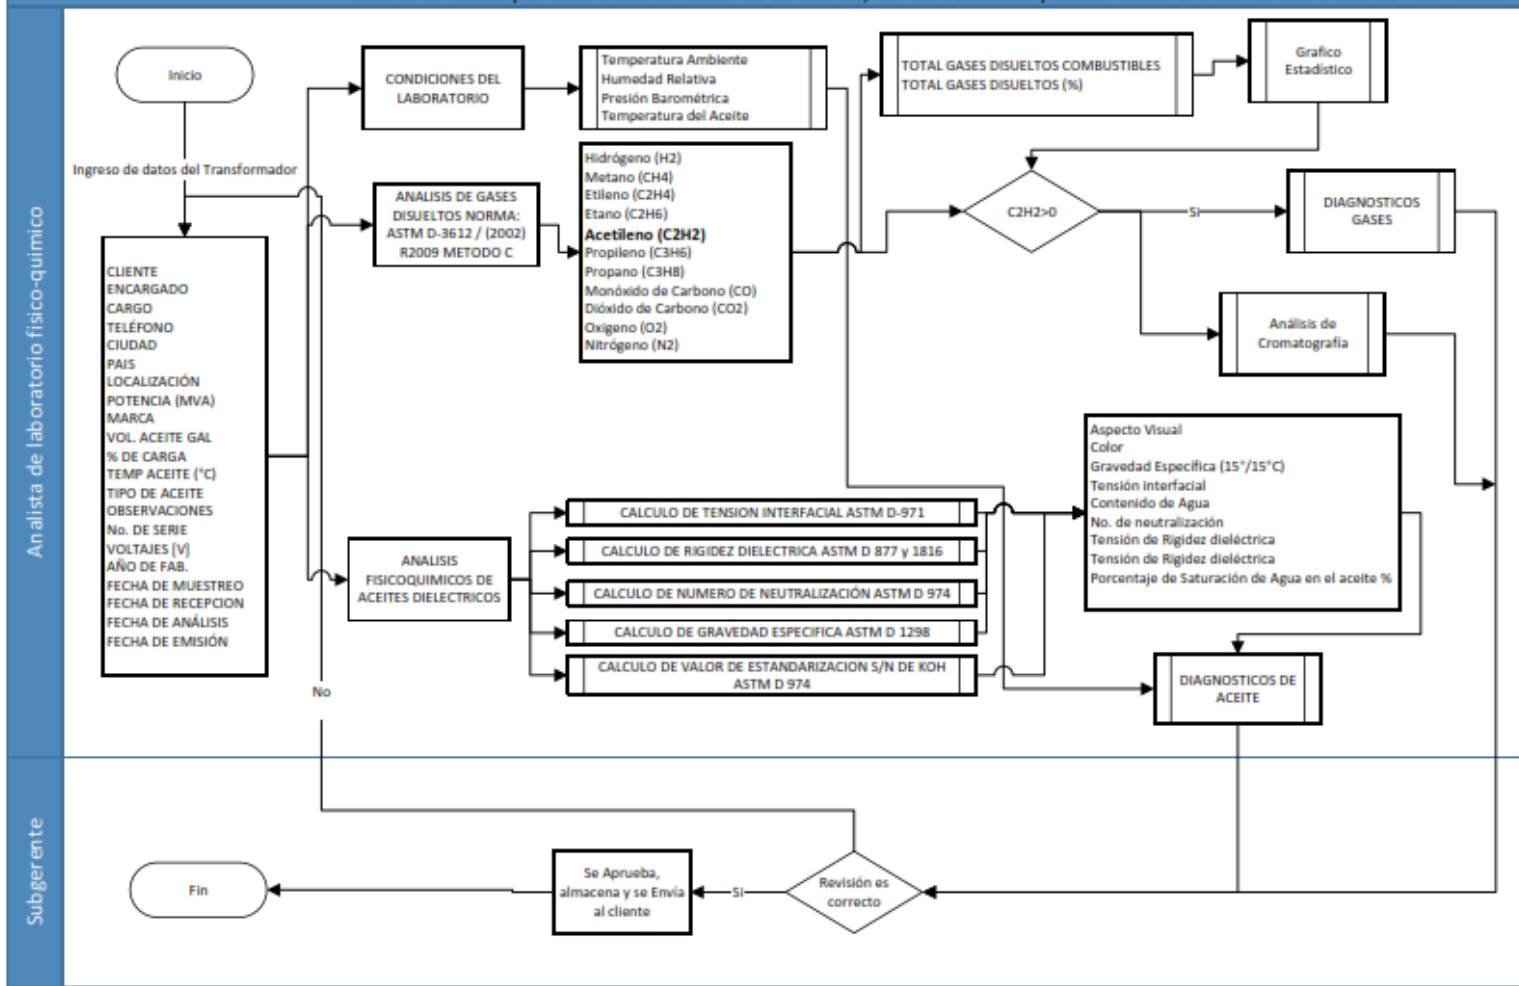 Analista de laboratorio fisico-quimico
Inicio
Ingreso de datos del Transformador
CLIENTE
ENCARGADO
CARGO
TELÉFONO
CIUDAD
PAIS
LOCALIZACIÓN
POTENCIA (MVA)
MARCA
VOL. ACEITE GAL
% DE CARGA
TEMP ACEITE (°C)
TIPO DE ACEITE
OBSERVACIONES
No. DE SERIE
VOLTAJES (V)
AÑO DE FAB.
FECHA DE MUESTREO
FECHA DE RECEPCION
FECHA DE ANÁLISIS
FECHA DE EMISIÓN
CONDICIONES DEL
LABORATORIO
Temperatura Ambiente
Humedad Relativa
Presión Barométrica
Temperatura del Aceite
ANALISIS DE GASES
DISUELTOS NORMA:
ASTM D-3612 / (2002)
R2009 METODO C
Hidrógeno (H2)
Metano (CH4)
Etileno (C2H4)
Etano (C2H6)
Acetileno (C2H2)
Propileno (C3H6)
Propano (C3H8)
Monóxido de Carbono (CO)
Dióxido de Carbono (CO2)
Oxigeno (O2)
Nitrógeno (N2)
TOTAL GASES DISUELTOS COMBUSTIBLES
TOTAL GASES DISUELTOS (%)
Grafico
Estadístico
C2H2>0
Si
DIAGNOSTICOS
GASES
Análisis de
Cromatografía
ANALISIS
FISICOQUIMICOS DE
ACEITES DIELECTRICOS
CALCULO DE TENSION INTERFACIAL ASTM D-971
CALCULO DE RIGIDEZ DIELECTRICA ASTM D 877 y 1816
CALCULO DE NUMERO DE NEUTRALIZACIÓN ASTM D 974
CALCULO DE GRAVEDAD ESPECIFICA ASTM D 1298
CALCULO DE VALOR DE ESTANDARIZACION S/N DE KOH
ASTM D 974
Aspecto Visual
Color
Gravedad Específica (15°/15°C)
Tensión interfacial
Contenido de Agua
No. de neutralización
Tensión de Rigidez dieléctrica
Tensión de Rigidez dieléctrica
Porcentaje de Saturación de Agua en el aceite %
DIAGNOSTICOS DE
ACEITE
No
Subgerente
Fin
Se Aprueba,
almacena y se Envía
al cliente
Si
Revisión es
correcto